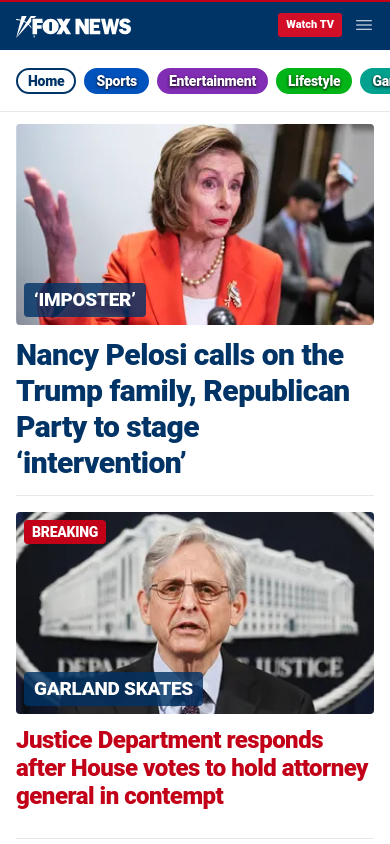 FOX NEWS
Watch TV
Home
Sports
Entertainment
Lifestyle
‘IMPOSTER’
Nancy Pelosi calls on the
Trump family, Republican
Party to stage
‘intervention’
BREAKING
DEPAR
JUSTICE
GARLAND SKATES
Justice Department responds
after House votes to hold attorney
general in contempt